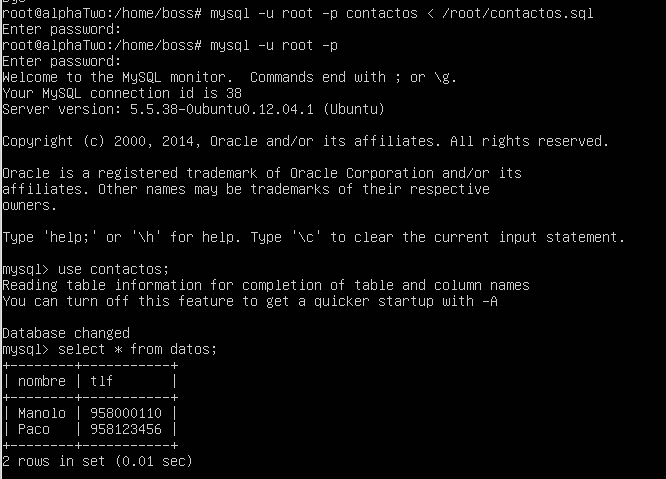 root@alphaTwo:/home/boss# mysql -u root -p contactos < /root/contactos.sql
Enter password:
root@alphaTwo:/home/boss# mysql -u root -p
Enter password:
Welcome to the MySQL monitor.  Commands end with ; or \g.
Your MySQL connection id is 38
Server version: 5.5.38-0ubuntu0.12.04.1 (Ubuntu)

Copyright (c) 2000, 2014, Oracle and/or its affiliates. All rights reserved.

Oracle is a registered trademark of Oracle Corporation and/or its
affiliates. Other names may be trademarks of their respective
owners.

Type 'help;' or '\h' for help. Type '\c' to clear the current input statement.

mysql> use contactos;
Reading table information for completion of table and column names
You can turn off this feature to get a quicker startup with -A

Database changed
mysql> select * from datos;
+--------+-----------+
| nombre | tlf       |
+--------+-----------+
| Manolo | 958000110 |
| Paco   | 958123456 |
+--------+-----------+
2 rows in set (0.01 sec)